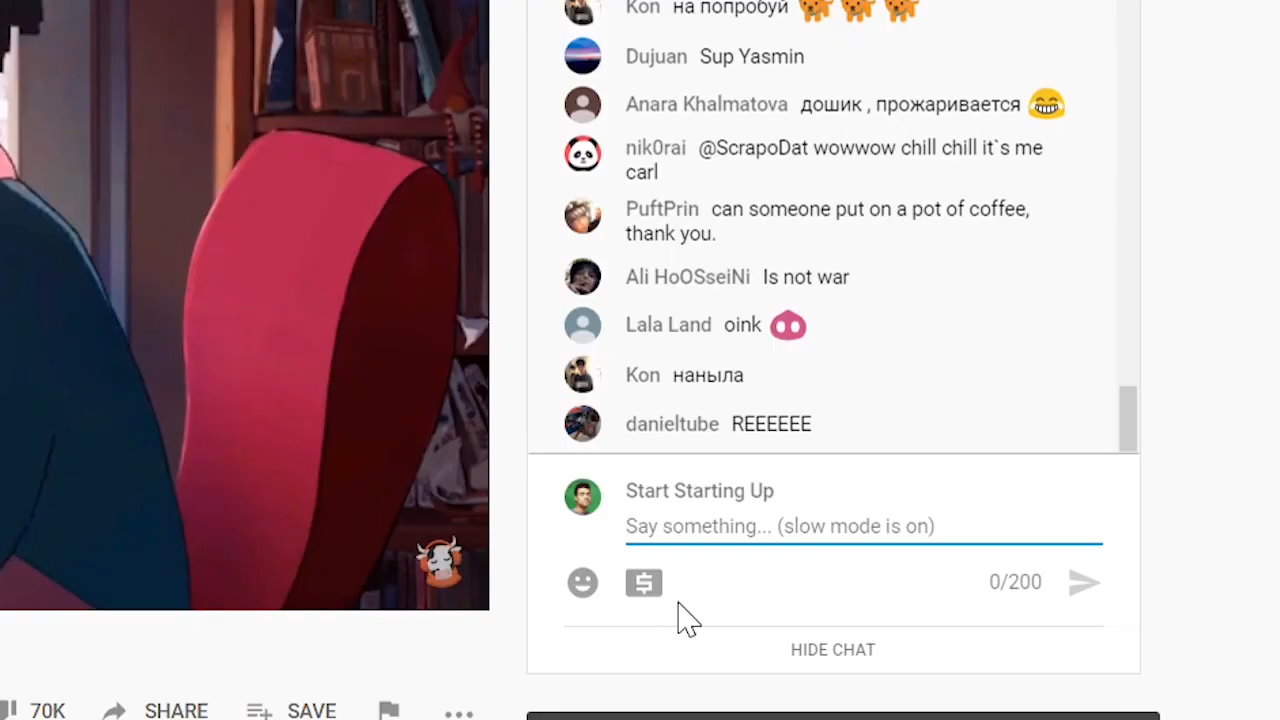 Kon на попробуй
Dujuan Sup Yasmin
Anara Khalmatova дошик , прожаривается
nik0rai @ScrapoDat wowwow chill chill it`s me
carl
PuftPrin can someone put on a pot of coffee,
thank you.
Ali HoOSseiNi Is not war
Lala Land oink
Kon наныла
danieltube REEEEEE
Start Starting Up
Say something... (slow mode is on)
0/200
HIDE CHAT
70K SHARE SAVE